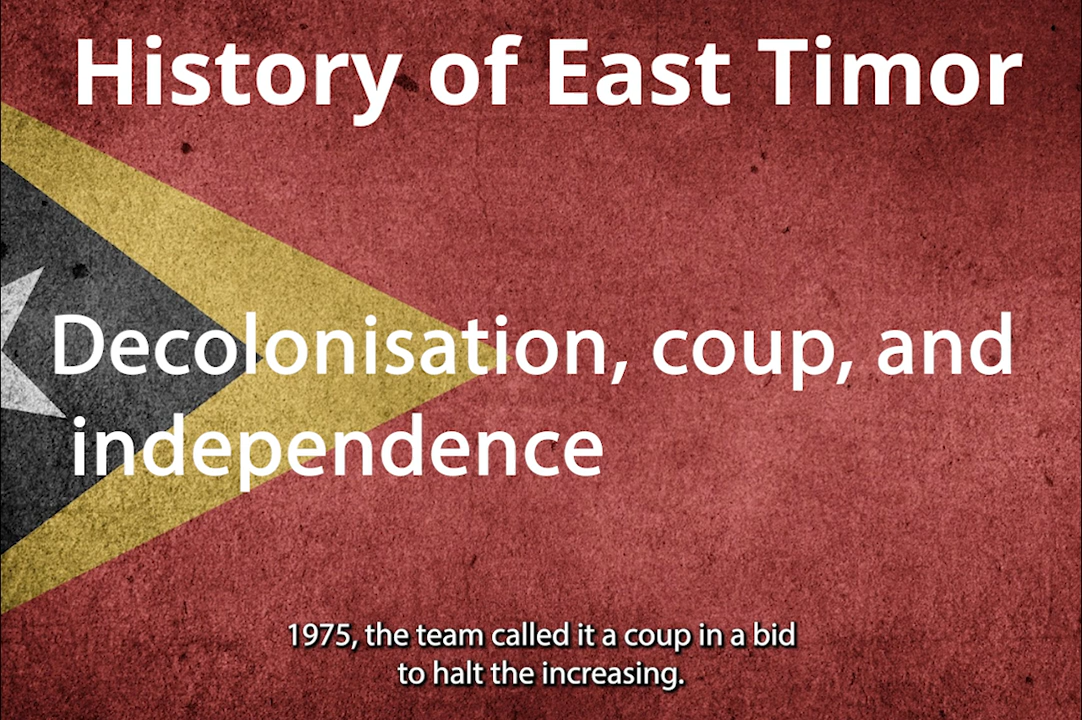 History of East Timor
Decolonisation, coup, and
independence
1975, the team called it a coup in a bid
to halt the increasing.